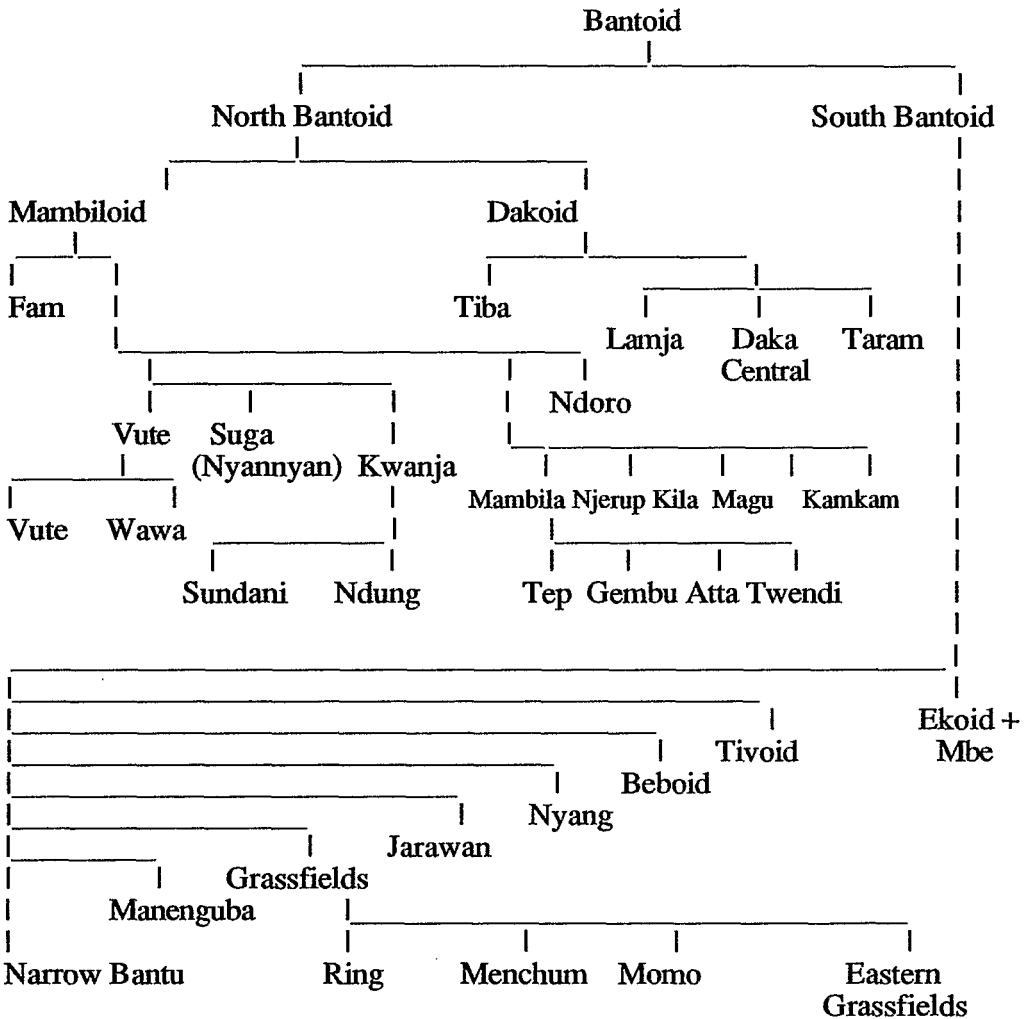 Bantoid
North Bantoid South Bantoid
Mambiloid Dakoid
Fam Tiba
Lamja Daka Taram
Central
Ndoro
Vute Suga
(Nyannyan) Kwanja
Mambila Njerup Kila Magu Kamkam
Vute Wawa
Sundani Ndung Tep Gembu Atta Twendi
Ekoid +
Tivoid Mbe
Beboid
Nyang
Jarawan
Grassfields
Manenguba
Narrow Bantu Ring Menchum Momo Eastern
Grassfields